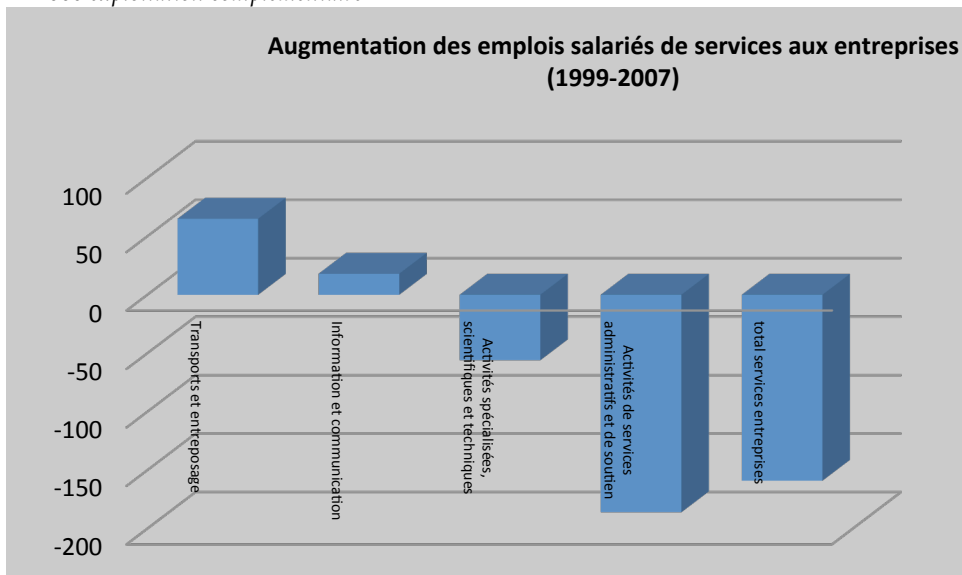 Augmentation des emplois salariés de services aux entreprises
(1999-2007)
100
50
0
-50
-100
-150
-200
Transports et entreposage
Information et communication
Activités spécialisées,
scientifiques et techniques
Activités de services
administratifs et de soutien
total services entreprises